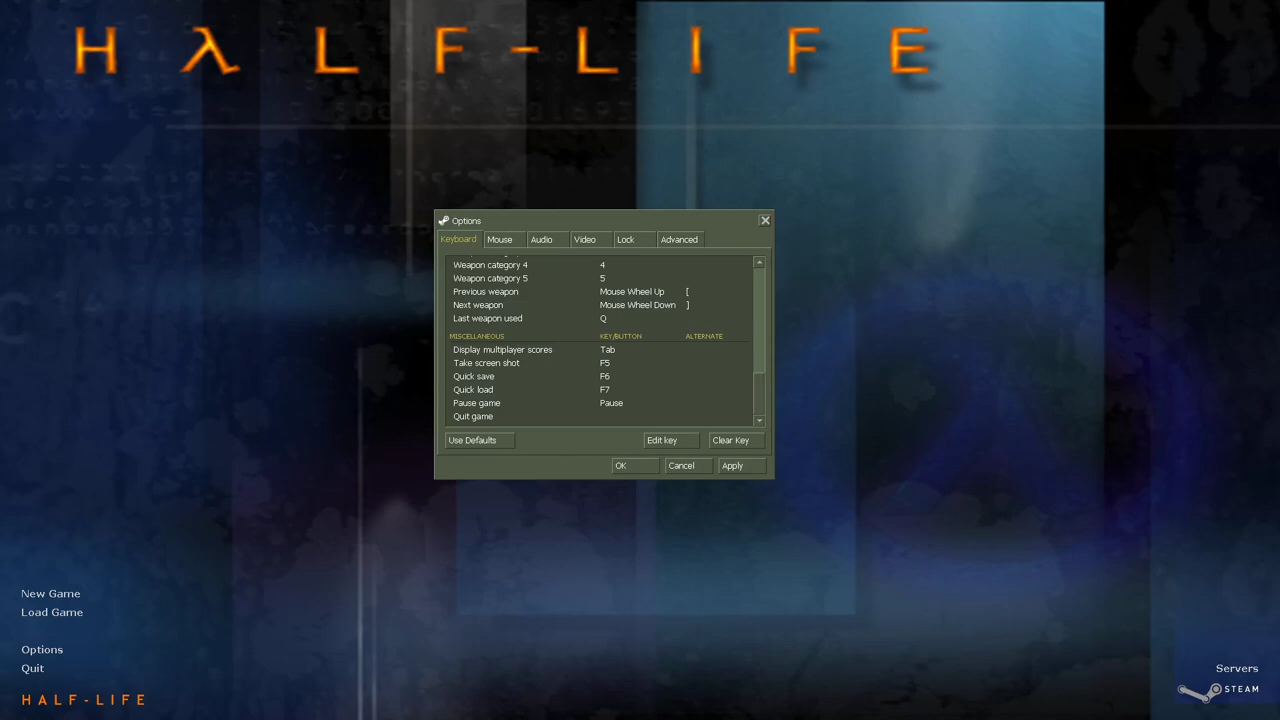 HλLF-LIFE
Options
Keyboard Mouse Audio Video Lock Advanced
Weapon category 4 4
Weapon category 5 5
Previous weapon Mouse Wheel Up [
Next weapon Mouse Wheel Down ]
Last weapon used Q
MISCELLANEOUS KEY/BUTTON ALTERNATE
Display multiplayer scores Tab
Take screen shot F5
Quick save F6
Quick load F7
Pause game Pause
Quit game
Use Defaults Edit key Clear Key
OK Cancel Apply
New Game
Load Game
Options
Quit
Servers
HALF-LIFE
STEAM